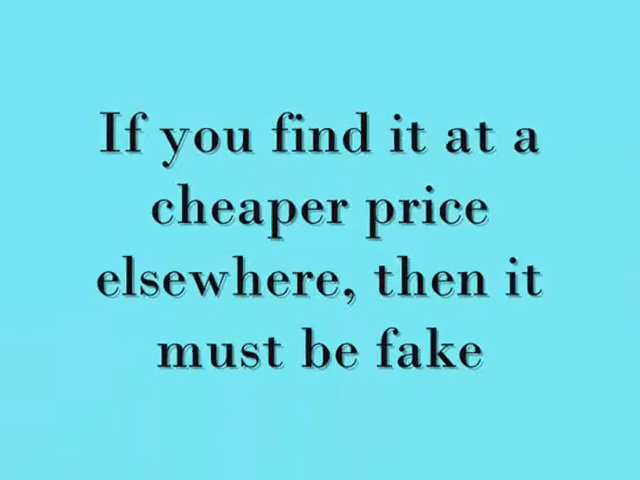 If you find it at a
cheaper price
elsewhere, then it
must be fake